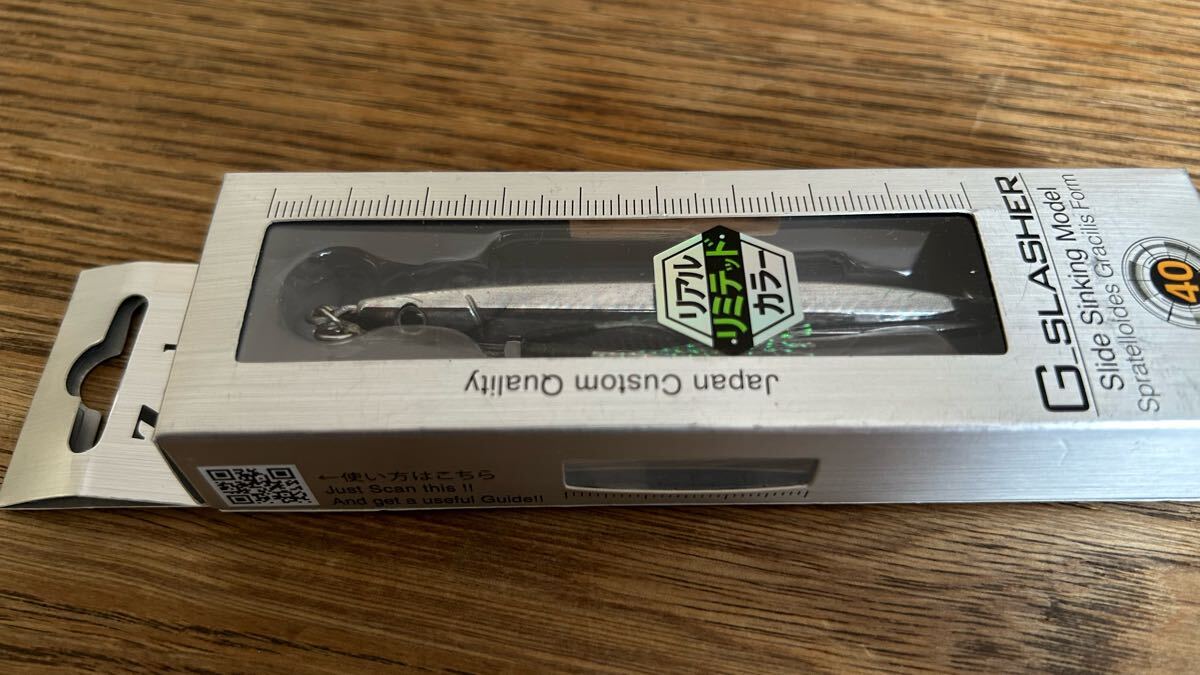 リアル
リミテッド
カラー
Japan Custom Quality
G_SLASHER
Slide Sinking Model
Spratelloides Gracilis Form
40
←使い方はこちら
Just Scan this !!
And get a useful Guide!!